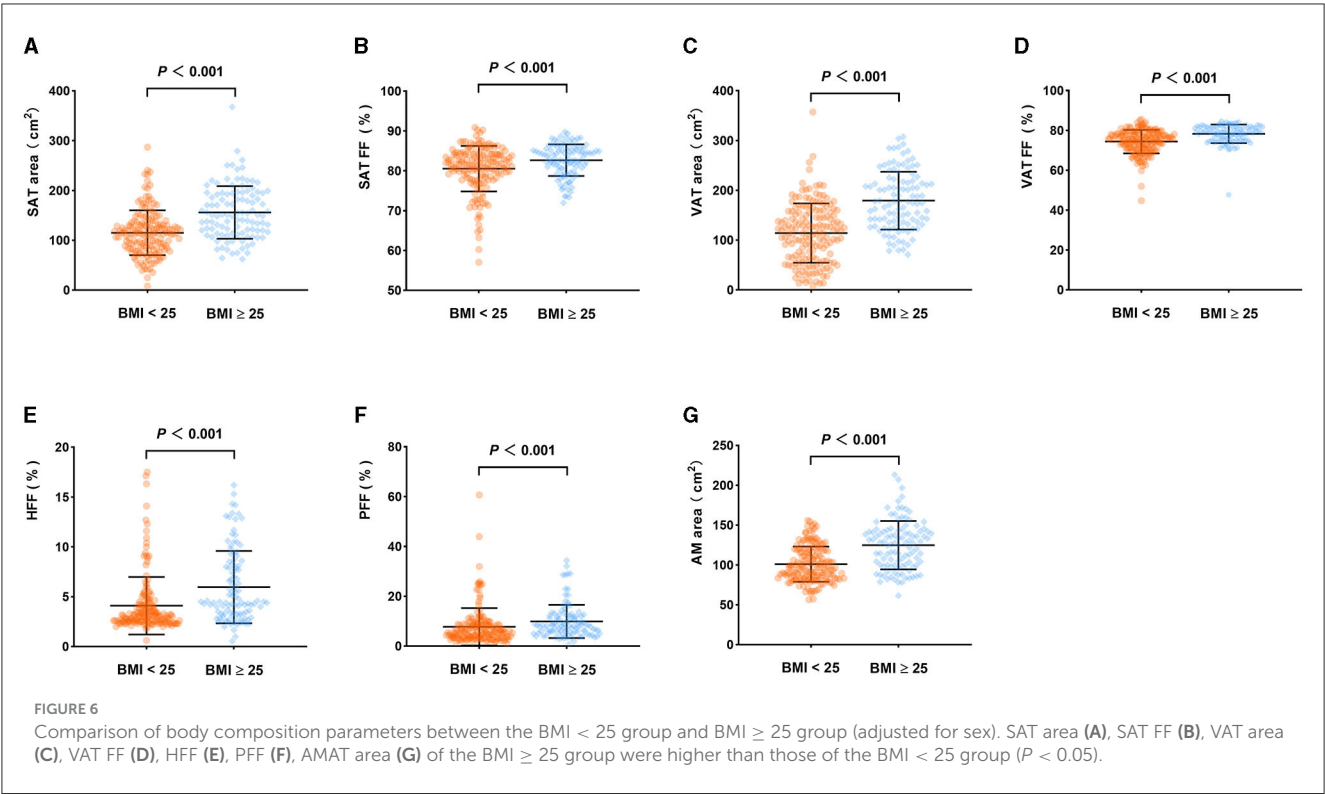 A
P < 0.001
SAT area (cm²)
400
300
200
100
0
BMI < 25 BMI ≥ 25
B
P < 0.001
SAT FF (%)
100
90
80
70
60
50
BMI < 25 BMI ≥ 25
C
P < 0.001
VAT area (cm²)
400
300
200
100
0
BMI < 25 BMI ≥ 25
D
P < 0.001
VAT FF (%)
100
80
60
40
20
0
BMI < 25 BMI ≥ 25
E
P < 0.001
HFF (%)
20
15
10
5
0
BMI < 25 BMI ≥ 25
F
P < 0.001
PFF (%)
80
60
40
20
0
BMI < 25 BMI ≥ 25
G
P < 0.001
AM area (cm²)
250
200
150
100
50
0
BMI < 25 BMI ≥ 25
FIGURE 6
Comparison of body composition parameters between the BMI < 25 group and BMI ≥ 25 group (adjusted for sex). SAT area (A), SAT FF (B), VAT area
(C), VAT FF (D), HFF (E), PFF (F), AMAT area (G) of the BMI ≥ 25 group were higher than those of the BMI < 25 group (P < 0.05).